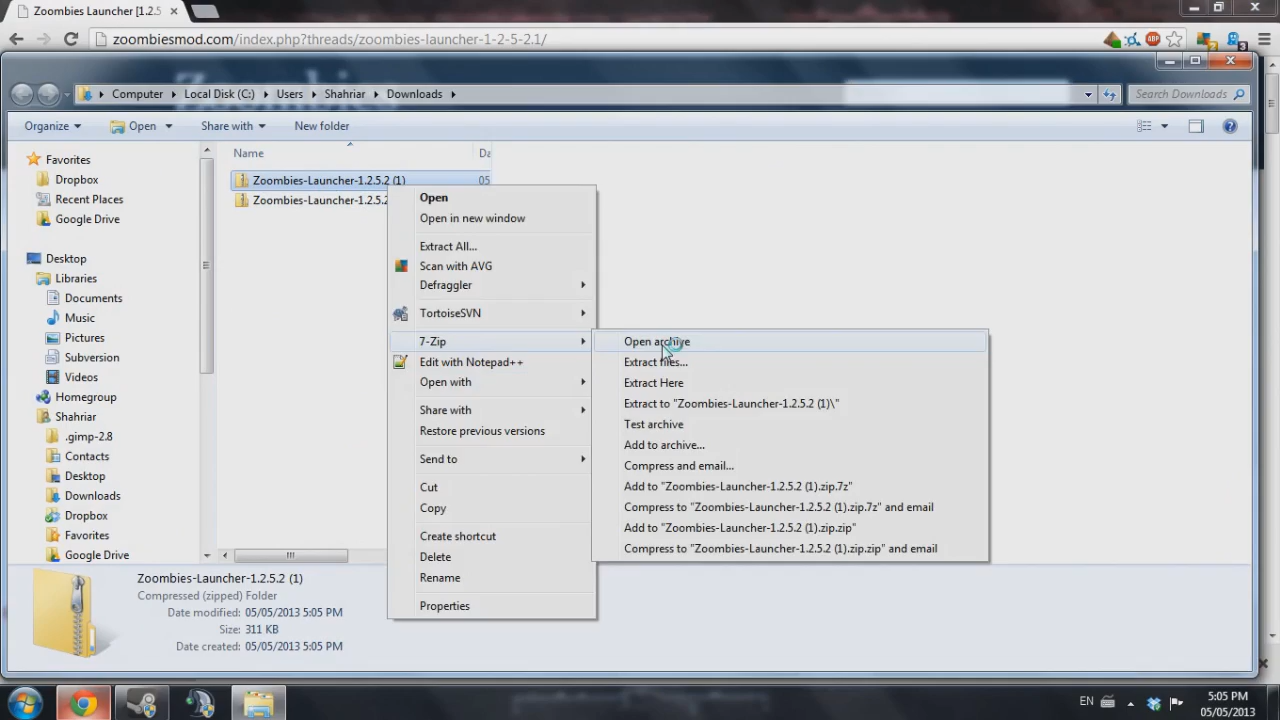 Zoombies Launcher [1.2.5
zoombiesmod.com/index.php?threads/zoombies-launcher-1-2-5-2.1/
Computer
Local Disk (C:)
Users
Shahriar
Downloads
Search Downloads
Organize
Open
Share with
New folder
Name
Da
Favorites
Dropbox
Recent Places
Google Drive
Desktop
Libraries
Documents
Music
Pictures
Subversion
Videos
Homegroup
Shahriar
.gimp-2.8
Contacts
Desktop
Downloads
Dropbox
Favorites
Google Drive
Zoombies-Launcher-1.2.5.2 (1)
05
Zoombies-Launcher-1.2.5.2
Open
Open in new window
Extract All...
Scan with AVG
Defraggler
TortoiseSVN
7-Zip
Edit with Notepad++
Open with
Share with
Restore previous versions
Send to
Cut
Copy
Create shortcut
Delete
Rename
Properties
Open archive
Extract files...
Extract Here
Extract to "Zoombies-Launcher-1.2.5.2 (1)\"
Test archive
Add to archive...
Compress and email...
Add to "Zoombies-Launcher-1.2.5.2 (1).zip.7z"
Compress to "Zoombies-Launcher-1.2.5.2 (1).zip.7z" and email
Add to "Zoombies-Launcher-1.2.5.2 (1).zip.zip"
Compress to "Zoombies-Launcher-1.2.5.2 (1).zip.zip" and email
Zoombies-Launcher-1.2.5.2 (1)
Compressed (zipped) Folder
Date modified: 05/05/2013 5:05 PM
Size: 311 KB
Date created: 05/05/2013 5:05 PM
EN
5:05 PM
05/05/2013